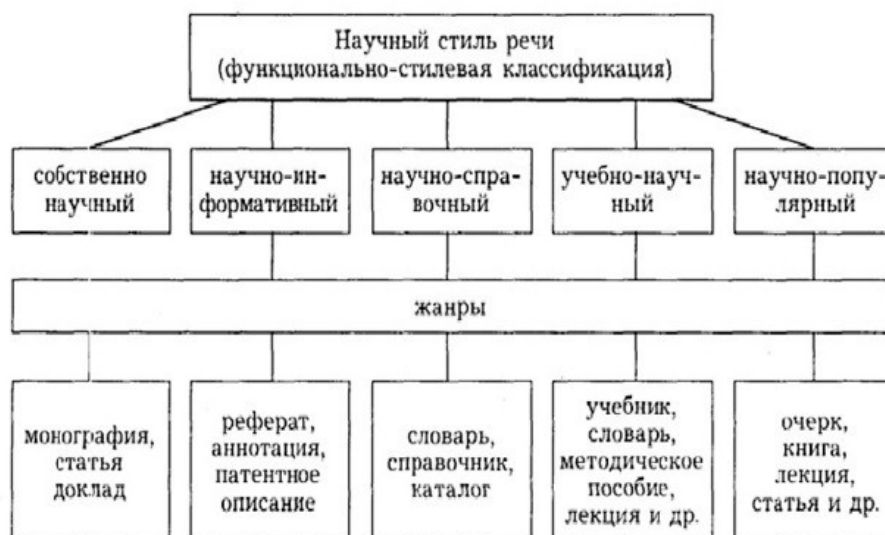 Научный стиль речи
(функционально-стилевая классификация)
собственно
научный
научно-ин-
формативный
научно-спра-
вочный
учебно-науч-
ный
научно-попу-
лярный
жанры
монография,
статья
доклад
реферат,
аннотация,
патентное
описание
словарь,
справочник,
каталог
учебник,
словарь,
методическое
пособие,
лекция и др.
очерк,
книга,
лекция,
статья и др.